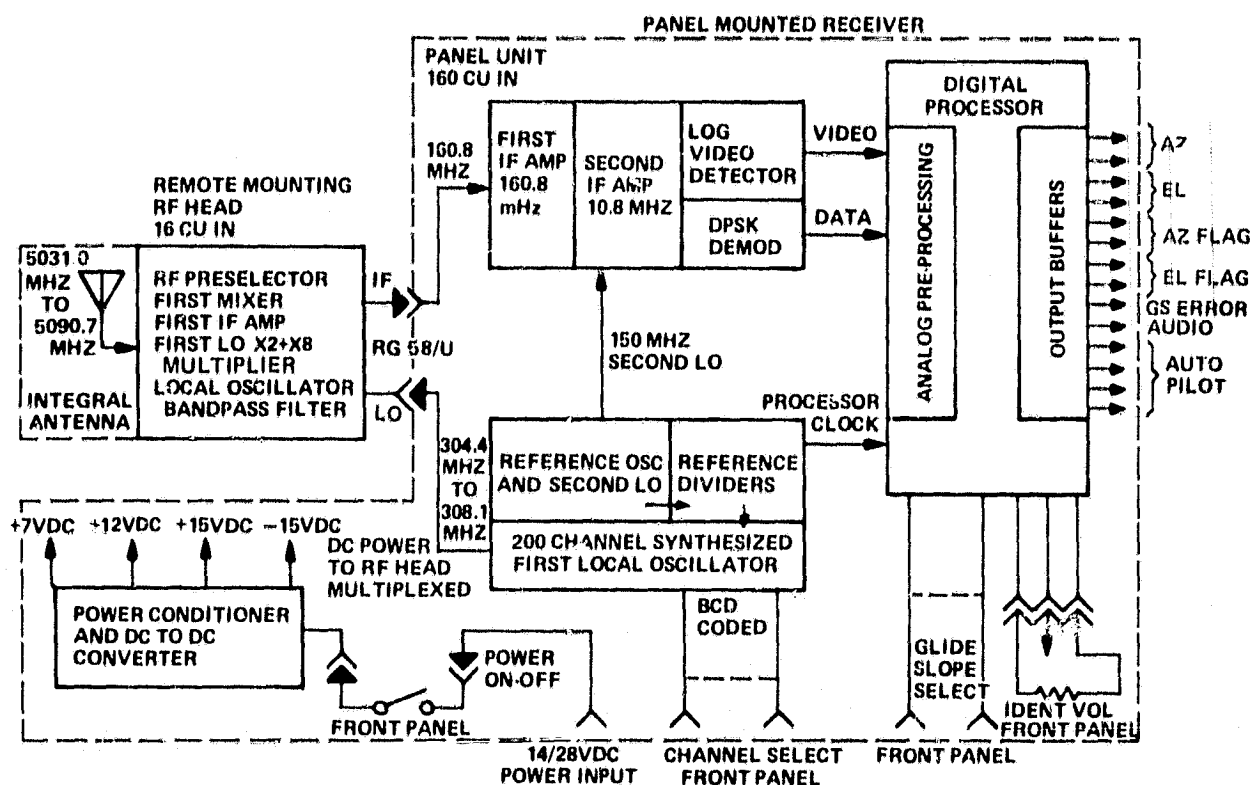 PANEL MOUNTED RECEIVER
PANEL UNIT
160 CU IN
REMOTE MOUNTING
RF HEAD
16 CU IN
5031.0
MHZ
TO
5090.7
MHZ
INTEGRAL
ANTENNA
RF PRESELECTOR
FIRST MIXER
FIRST IF AMP
FIRST LO X2+X8
MULTIPLIER
LOCAL OSCILLATOR
BANDPASS FILTER
IF
RG 58/U
LO
160.8
MHZ
FIRST
IF AMP
160.8
mHz
SECOND
IF AMP
10.8 MHZ
LOG
VIDEO
DETECTOR
DPSK
DEMOD
VIDEO
DATA
DIGITAL
PROCESSOR
ANALOG PRE-PROCESSING
OUTPUT BUFFERS
AZ
EL
AZ FLAG
EL FLAG
GS ERROR
AUDIO
AUTO
PILOT
150 MHZ
SECOND LO
PROCESSOR
CLOCK
304.4
MHZ
TO
308.1
MHZ
REFERENCE OSC
AND SECOND LO
REFERENCE
DIVIDERS
200 CHANNEL SYNTHESIZED
FIRST LOCAL OSCILLATOR
+7VDC
+12VDC
+15VDC
-15VDC
DC POWER
TO RF HEAD
MULTIPLEXED
POWER CONDITIONER
AND DC TO DC
CONVERTER
POWER
ON-OFF
FRONT PANEL
BCD
CODED
GLIDE
SLOPE
SELECT
IDENT VOL
FRONT PANEL
14/28VDC
POWER INPUT
CHANNEL SELECT
FRONT PANEL
FRONT PANEL